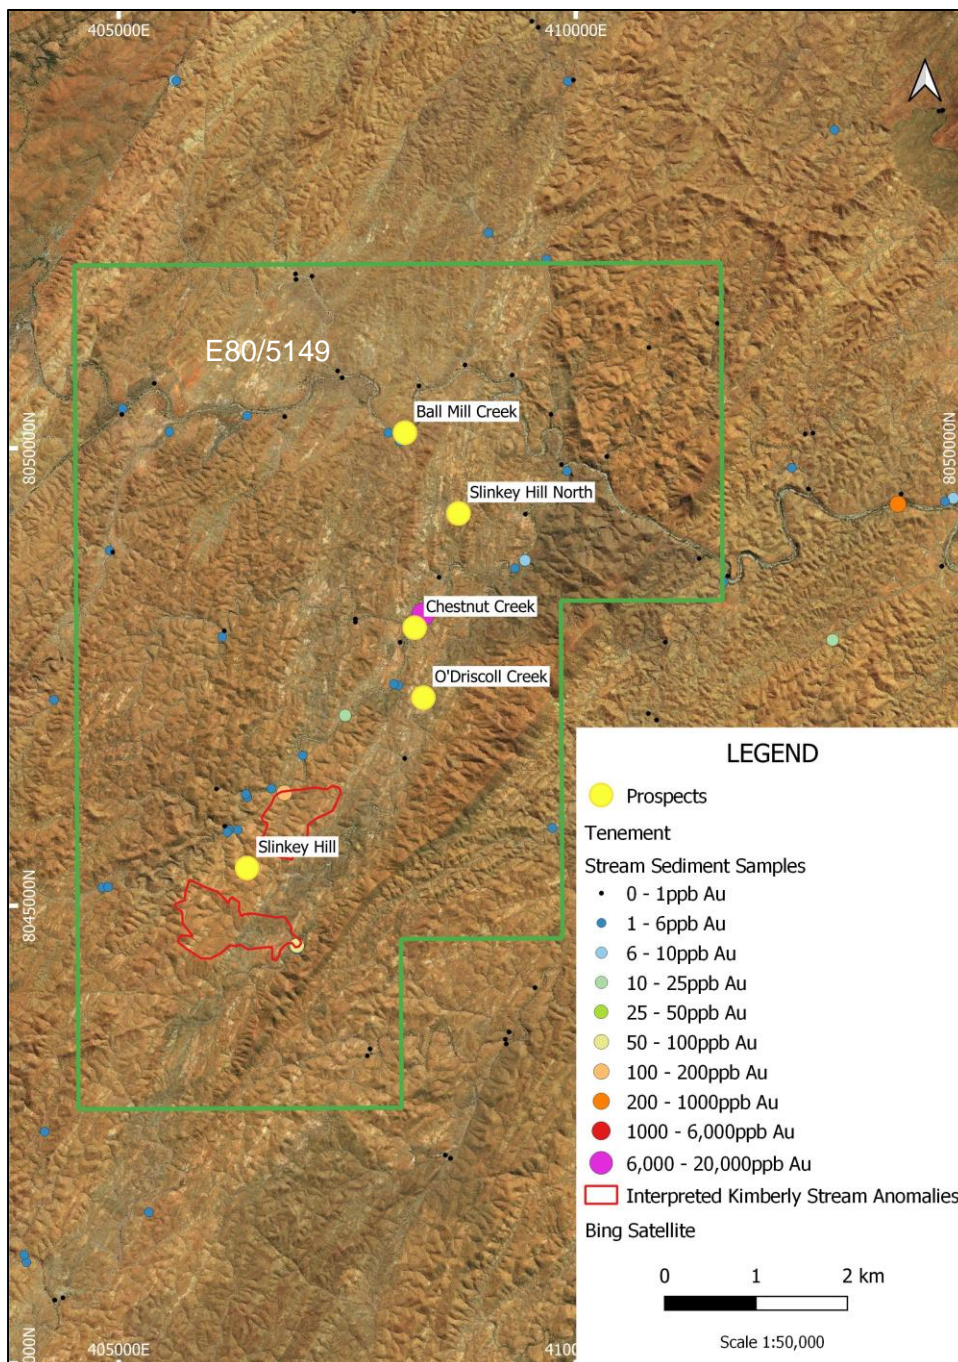 405000E
410000E
E80/5149
Ball Mill Creek
8050000N
8050000N
Slinkey Hill North
Chestnut Creek
O'Driscoll Creek
Slinkey Hill
8045000N
LEGEND
Prospects
Tenement
Stream Sediment Samples
0 - 1ppb Au
1 - 6ppb Au
6 - 10ppb Au
10 - 25ppb Au
25 - 50ppb Au
50 - 100ppb Au
100 - 200ppb Au
200 - 1000ppb Au
1000 - 6,000ppb Au
6,000 - 20,000ppb Au
Interpreted Kimberly Stream Anomalies
Bing Satellite
0 1 2 km
Scale 1:50,000
405000E